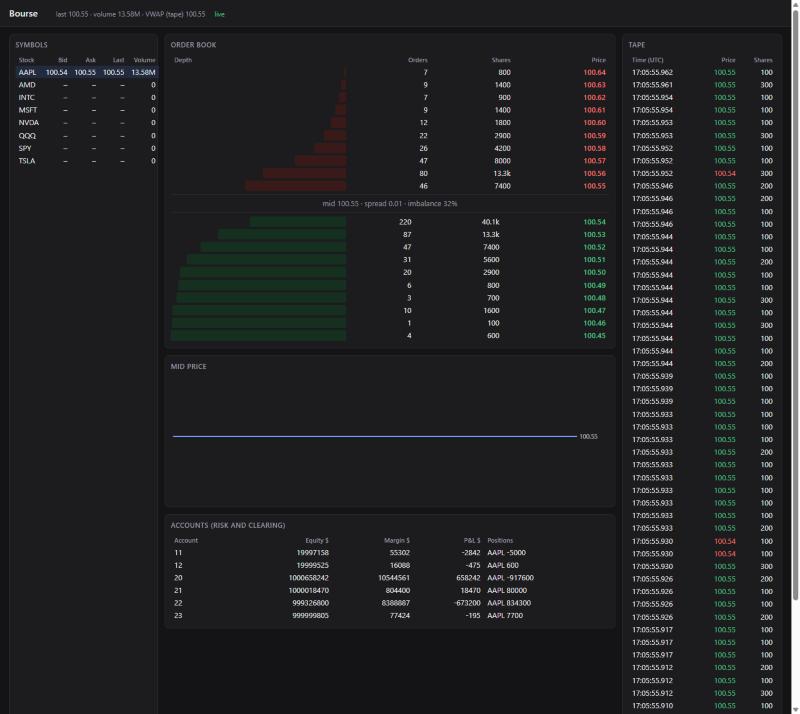 Bourse last 100.55 · volume 13.58M · VWAP (tape) 100.55 live
SYMBOLS
Stock Bid Ask Last Volume
AAPL 100.54 100.55 100.55 13.58M
AMD – – – 0
INTC – – – 0
MSFT – – – 0
NVDA – – – 0
QQQ – – – 0
SPY – – – 0
TSLA – – – 0
ORDER BOOK
Depth Orders Shares Price
7 800 100.64
9 1400 100.63
7 900 100.62
9 1400 100.61
12 1800 100.60
22 2900 100.59
26 4200 100.58
47 8000 100.57
80 13.3k 100.56
46 7400 100.55
mid 100.55 · spread 0.01 · imbalance 32%
220 40.1k 100.54
87 13.3k 100.53
47 7400 100.52
31 5600 100.51
20 2900 100.50
6 800 100.49
3 700 100.48
10 1600 100.47
1 100 100.46
4 600 100.45
MID PRICE
100.55
ACCOUNTS (RISK AND CLEARING)
Account Equity $ Margin $ P&L $ Positions
11 19997158 55302 -2842 AAPL -5000
12 19999525 16088 -475 AAPL 600
20 1000658242 10544561 658242 AAPL -917600
21 1000018470 804400 18470 AAPL 80000
22 999326800 8388887 -673200 AAPL 834300
23 999999805 77424 -195 AAPL 7700
TAPE
Time (UTC) Price Shares
17:05:55.962 100.55 100
17:05:55.961 100.55 300
17:05:55.954 100.55 100
17:05:55.954 100.55 100
17:05:55.953 100.55 100
17:05:55.953 100.55 300
17:05:55.952 100.55 100
17:05:55.952 100.55 100
17:05:55.952 100.54 300
17:05:55.946 100.55 200
17:05:55.946 100.55 200
17:05:55.946 100.55 100
17:05:55.946 100.55 100
17:05:55.944 100.55 100
17:05:55.944 100.55 100
17:05:55.944 100.55 200
17:05:55.944 100.55 100
17:05:55.944 100.55 100
17:05:55.944 100.55 300
17:05:55.944 100.55 100
17:05:55.944 100.55 300
17:05:55.944 100.55 100
17:05:55.944 100.55 100
17:05:55.944 100.55 200
17:05:55.939 100.55 100
17:05:55.939 100.55 100
17:05:55.939 100.55 100
17:05:55.933 100.55 100
17:05:55.933 100.55 100
17:05:55.933 100.55 100
17:05:55.933 100.55 200
17:05:55.933 100.55 100
17:05:55.933 100.55 100
17:05:55.933 100.55 100
17:05:55.933 100.55 100
17:05:55.933 100.55 100
17:05:55.933 100.55 200
17:05:55.930 100.54 100
17:05:55.930 100.54 100
17:05:55.930 100.55 300
17:05:55.926 100.55 200
17:05:55.926 100.55 100
17:05:55.926 100.55 100
17:05:55.926 100.55 200
17:05:55.917 100.55 100
17:05:55.917 100.55 100
17:05:55.917 100.55 100
17:05:55.912 100.55 200
17:05:55.912 100.55 100
17:05:55.912 100.55 300
17:05:55.910 100.55 100